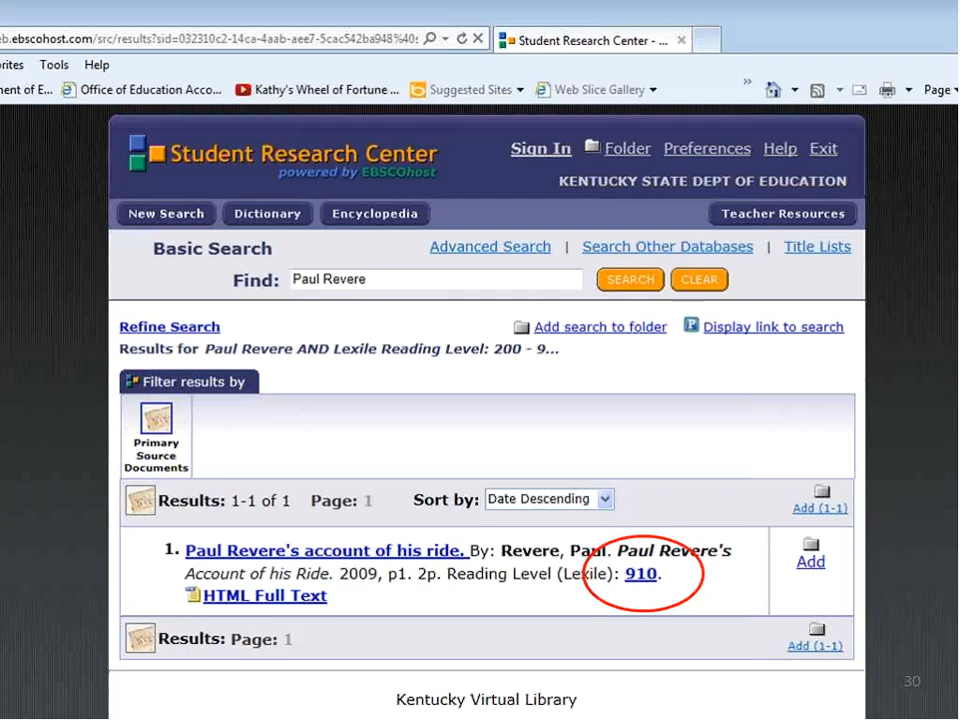 eb.ebscohost.com/src/results?sid=032310c2-14ca-4aab-aee7-5cac542ba948%40s
Student Research Center - ...
rites Tools Help
ment of E... Office of Education Acco... Kathy's Wheel of Fortune ... Suggested Sites Web Slice Gallery » Page
Student Research Center
powered by EBSCOhost
Sign In Folder Preferences Help Exit
KENTUCKY STATE DEPT OF EDUCATION
New Search Dictionary Encyclopedia Teacher Resources
Basic Search Advanced Search | Search Other Databases | Title Lists
Find: Paul Revere SEARCH CLEAR
Refine Search Add search to folder Display link to search
Results for Paul Revere AND Lexile Reading Level: 200 - 9...
Filter results by
Primary
Source
Documents
Results: 1-1 of 1 Page: 1 Sort by: Date Descending Add (1-1)
1. Paul Revere's account of his ride. By: Revere, Paul. Paul Revere's
Account of his Ride. 2009, p1. 2p. Reading Level (Lexile): 910.
Add
HTML Full Text
Results: Page: 1 Add (1-1)
30
Kentucky Virtual Library